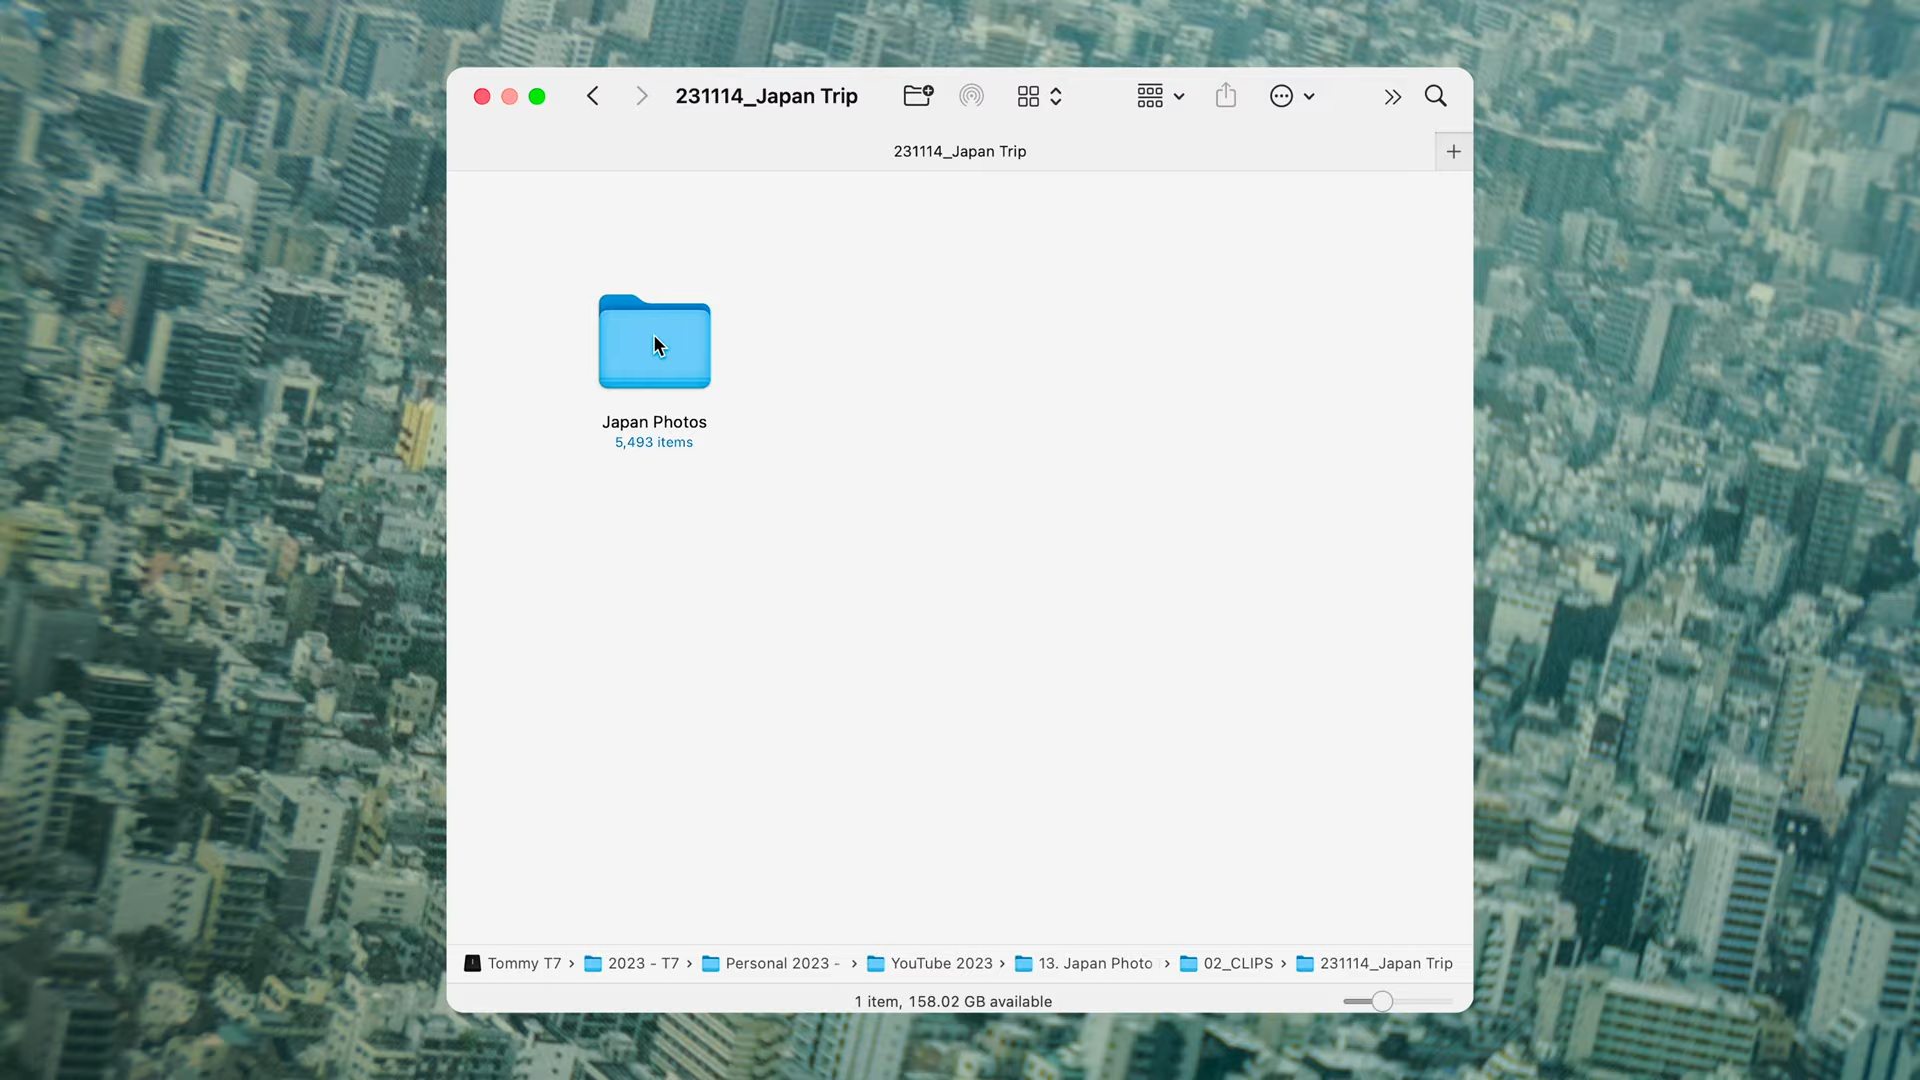 231114_Japan Trip
231114_Japan Trip
Japan Photos
5,493 items
Tommy T7 › 2023 - T7 › Personal 2023 - › YouTube 2023 › 13. Japan Photo › 02_CLIPS › 231114_Japan Trip
1 item, 158.02 GB available